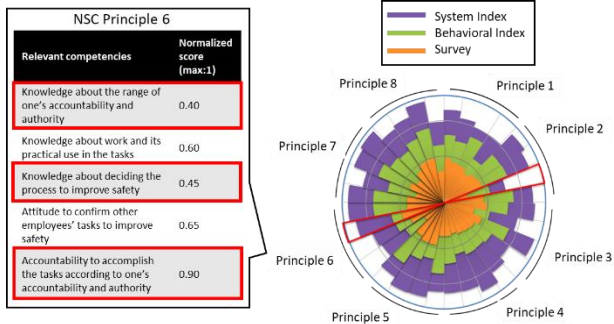 NSC Principle 6
Relevant competencies
Normalized
score
(max:1)
Knowledge about the range of
one's accountability and
authority
0.40
Knowledge about work and its
practical use in the tasks
0.60
Knowledge about deciding the
process to improve safety
0.45
Attitude to confirm other
employees' tasks to improve
safety
0.65
Accountability to accomplish
the tasks according to one's
accountability and authority
0.90
System Index
Behavioral Index
Survey
Principle 8
Principle 1
Principle 2
Principle 7
Principle 6
Principle 3
Principle 5
Principle 4